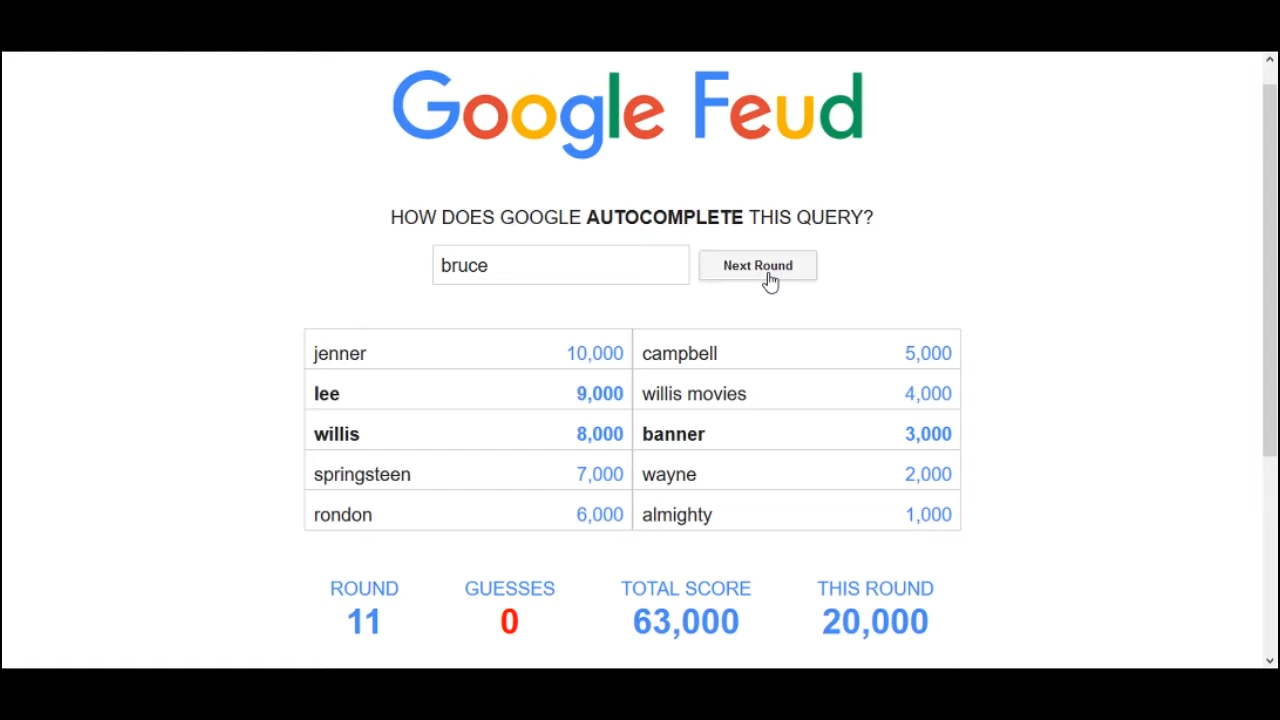 Google Feud
HOW DOES GOOGLE AUTOCOMPLETE THIS QUERY?
bruce
Next Round
jenner 10,000 campbell 5,000
lee 9,000 willis movies 4,000
willis 8,000 banner 3,000
springsteen 7,000 wayne 2,000
rondon 6,000 almighty 1,000
ROUND GUESSES TOTAL SCORE THIS ROUND
11 0 63,000 20,000